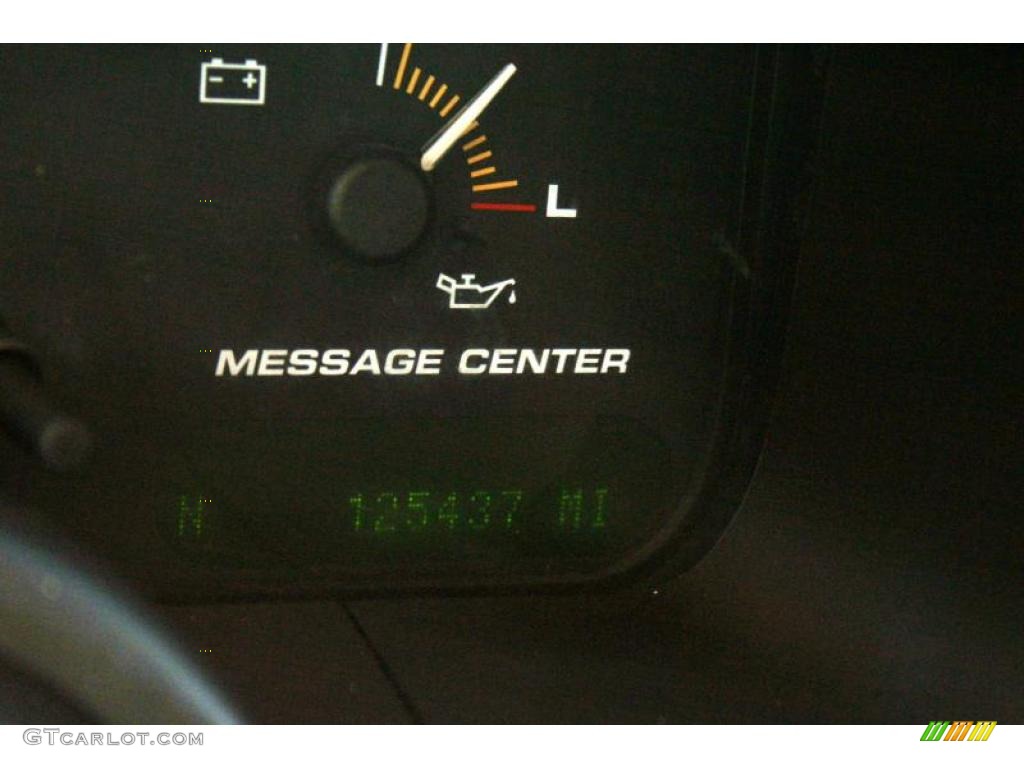 L
MESSAGE CENTER
N 125437 MI
GTCARLOT.COM